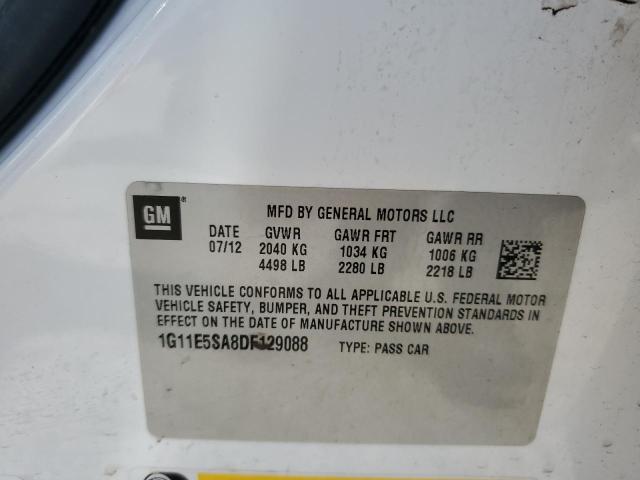 GM®
MFD BY GENERAL MOTORS LLC
DATE GVWR GAWR FRT GAWR RR
07/12 2040 KG 1034 KG 1006 KG
4498 LB 2280 LB 2218 LB
THIS VEHICLE CONFORMS TO ALL APPLICABLE U.S. FEDERAL MOTOR
VEHICLE SAFETY, BUMPER, AND THEFT PREVENTION STANDARDS IN
EFFECT ON THE DATE OF MANUFACTURE SHOWN ABOVE.
1G11E5SA8DF129088 TYPE: PASS CAR